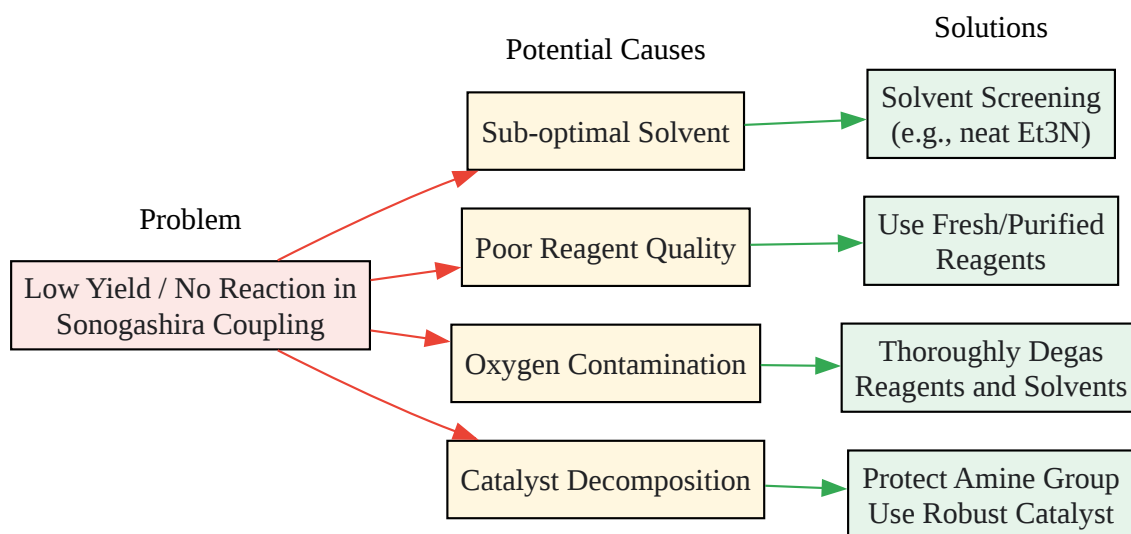 Solutions
Potential Causes
Solvent Screening
(e.g., neat Et3N)
Sub-optimal Solvent
Problem
Use Fresh/Purified
Reagents
Poor Reagent Quality
Low Yield / No Reaction in
Sonogashira Coupling
Oxygen Contamination
Thoroughly Degas
Reagents and Solvents
Catalyst Decomposition
Protect Amine Group
Use Robust Catalyst